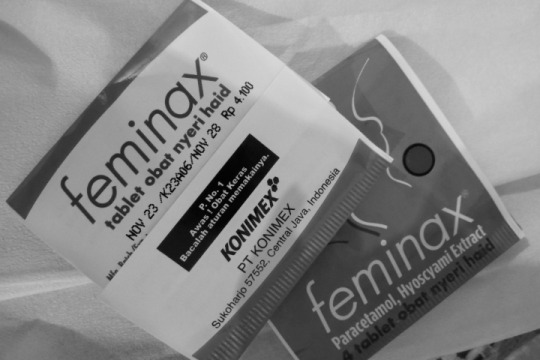 feminax®
tablet obat nyeri haid
NOV 23 /K23A06/NOV 28 Rp 4.100
P. No. 1
Awas ! Obat Keras
Bacalah aturan memakainya.
KONIMEX
PT KONIMEX
Sukoharjo 57552, Central Java, Indonesia
feminax®
Paracetamol, Hyoscyami Extract
4 tablet obat nyeri haid